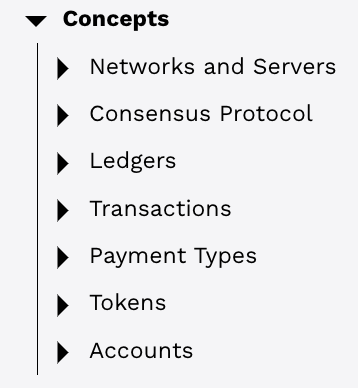 Concepts
Networks and Servers
Consensus Protocol
Ledgers
Transactions
Payment Types
Tokens
Accounts